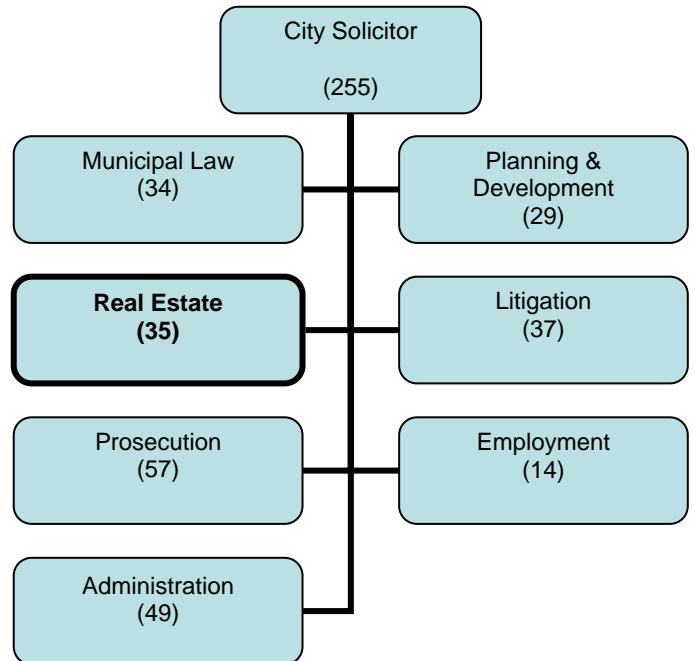 City Solicitor
(255)
Municipal Law
(34)
Planning &
Development
(29)
Real Estate
(35)
Litigation
(37)
Prosecution
(57)
Employment
(14)
Administration
(49)